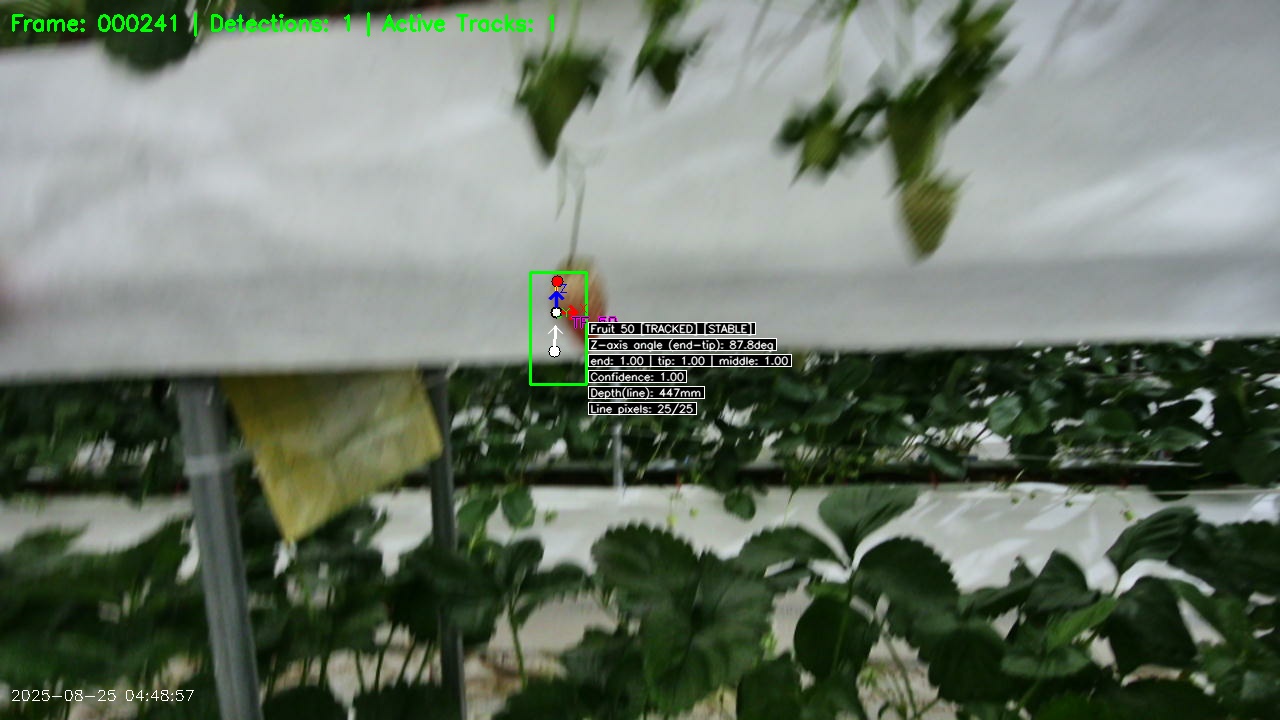 Frame: 000241 | Detections: 1 | Active Tracks: 1
Z
Fruit 50 [TRACKED] [STABLE]
Z-axis angle (end-tip): 87.8deg
end: 1.00 | tip: 1.00 | middle: 1.00
Confidence: 1.00
Depth(line): 447mm
Line pixels: 25/25
2025-08-25 04:48:57